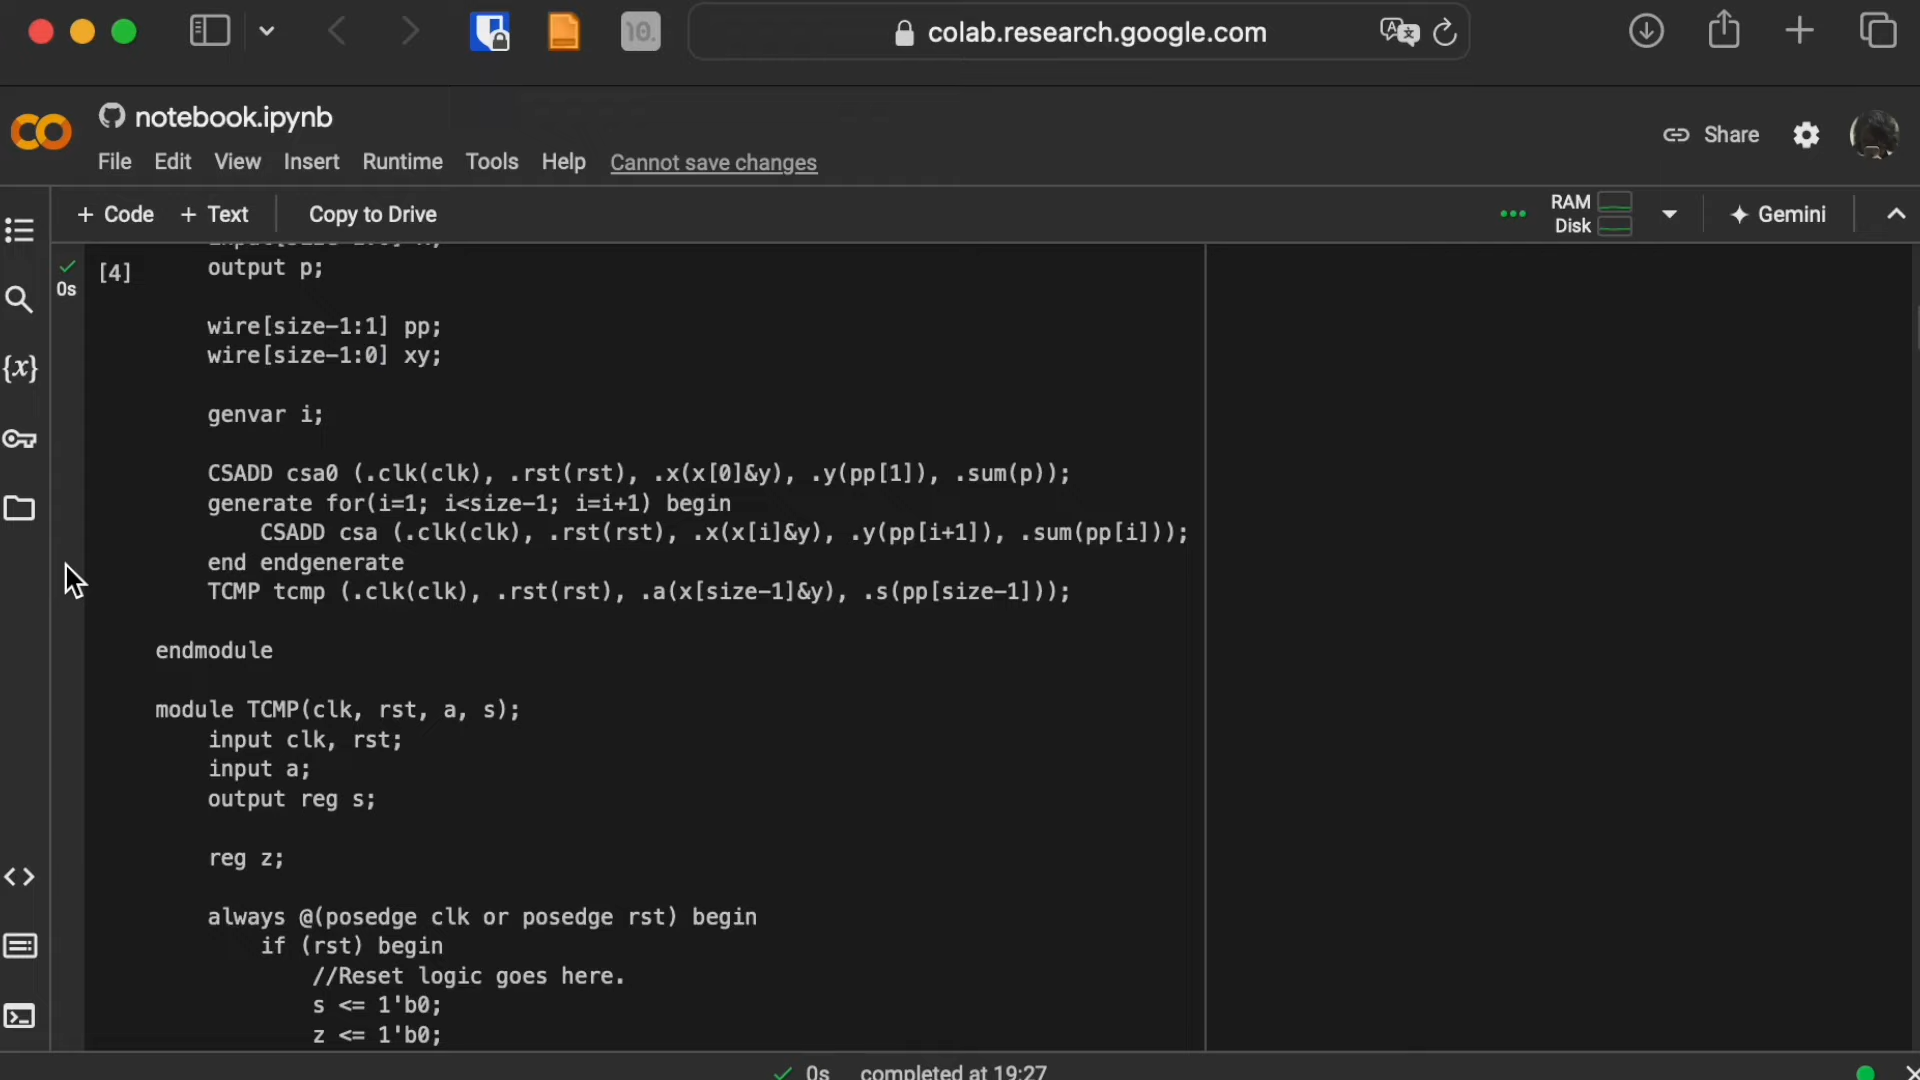 10.
colab.research.google.com
notebook.ipynb
File Edit View Insert Runtime Tools Help Cannot save changes
Share
+ Code + Text Copy to Drive
RAM
Disk
Gemini
[4]
0s
output p;
wire[size-1:1] pp;
wire[size-1:0] xy;
genvar i;
CSADD csa0 (.clk(clk), .rst(rst), .x(x[0]&y), .y(pp[1]), .sum(p));
generate for(i=1; i<size-1; i=i+1) begin
CSADD csa (.clk(clk), .rst(rst), .x(x[i]&y), .y(pp[i+1]), .sum(pp[i]));
end endgenerate
TCMP tcmp (.clk(clk), .rst(rst), .a(x[size-1]&y), .s(pp[size-1]));
endmodule
module TCMP(clk, rst, a, s);
input clk, rst;
input a;
output reg s;
reg z;
always @(posedge clk or posedge rst) begin
if (rst) begin
//Reset logic goes here.
s <= 1'b0;
z <= 1'b0;
0s completed at 19:27